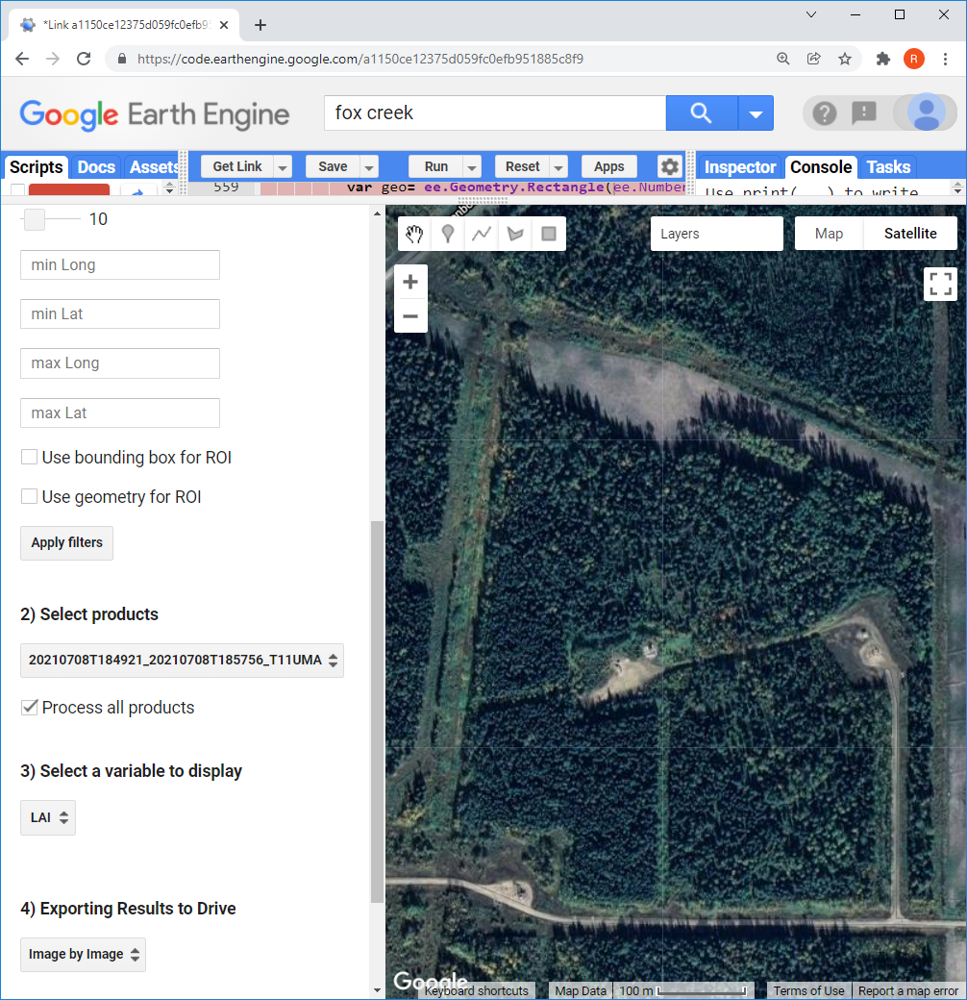 *Link a1150ce12375d059fc0efb95
https://code.earthengine.google.com/a1150ce12375d059fc0efb951885c8f9
R
Google Earth Engine
fox creek
Scripts Docs Assets
Get Link Save Run Reset Apps
Inspector Console Tasks
559 var geo= ee.Geometry.Rectangle(ee.Number
Use print(...) to write
10
min Long
min Lat
max Long
max Lat
Use bounding box for ROI
Use geometry for ROI
Apply filters
2) Select products
20210708T184921_20210708T185756_T11UMA
Process all products
3) Select a variable to display
LAI
4) Exporting Results to Drive
Image by Image
Layers
Map Satellite
+
−
Google
Keyboard shortcuts Map Data 100 m Terms of Use Report a map error